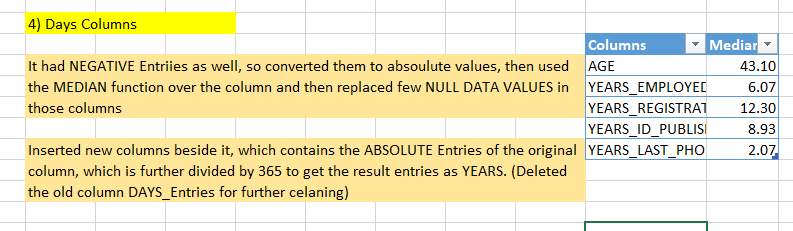 4) Days Columns
Columns Median
It had NEGATIVE Entriies as well, so converted them to absoulute values, then used
the MEDIAN function over the column and then replaced few NULL DATA VALUES in
those columns
AGE 43.10
YEARS_EMPLOYED 6.07
YEARS_REGISTRAT 12.30
YEARS_ID_PUBLIS 8.93
YEARS_LAST_PHO 2.07
Inserted new columns beside it, which contains the ABSOLUTE Entries of the original
column, which is further divided by 365 to get the result entries as YEARS. (Deleted
the old column DAYS_Entries for further celaning)